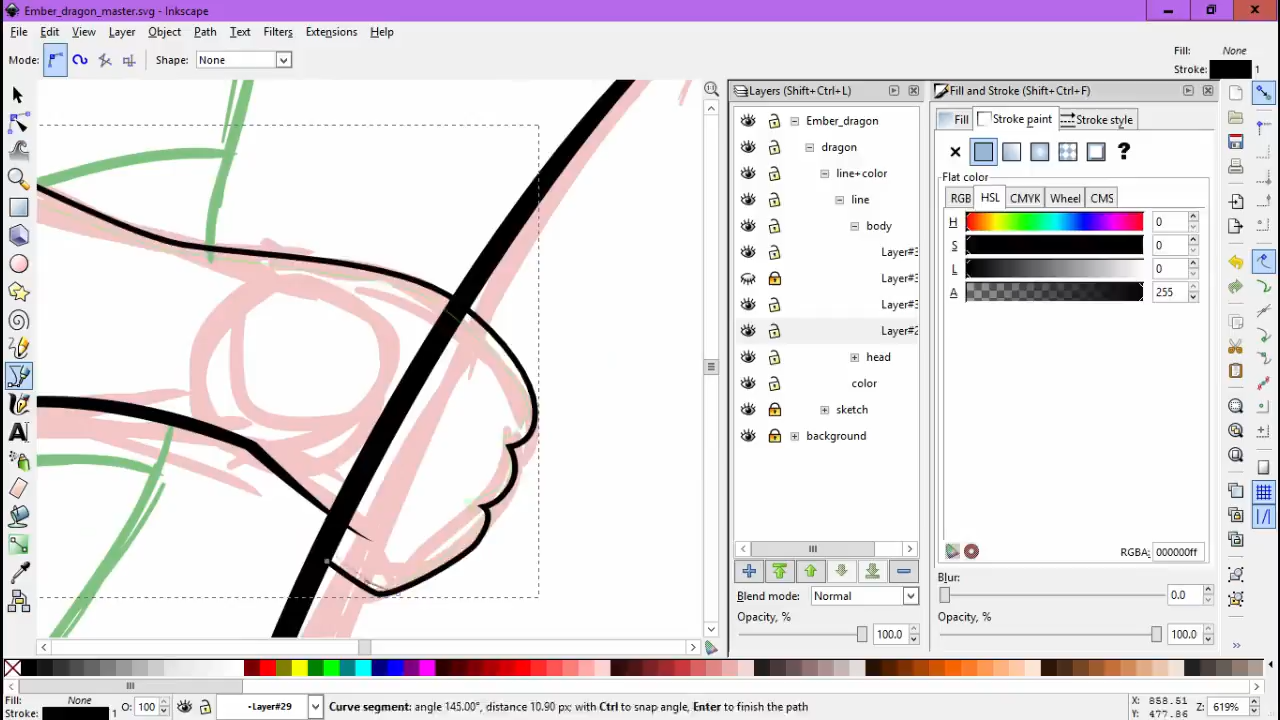 Ember_dragon_master.svg - Inkscape
File Edit View Layer Object Path Text Filters Extensions Help
Mode: Shape: None
Fill: None
Stroke: 1
Layers (Shift+Ctrl+L)
Fill and Stroke (Shift+Ctrl+F)
Ember_dragon
dragon
line+color
line
body
Layer#
Layer#
Layer#
Layer#2
head
color
sketch
background
Fill Stroke paint Stroke style
?
Flat color
RGB HSL CMYK Wheel CMS
H 0
S 0
L 0
A 255
RGBA: 000000ff
Blur:
0.0
Blend mode: Normal
Opacity, %
100.0
Opacity, %
100.0
Fill: None
Stroke: 1
O: 100
-Layer#29
Curve segment: angle 145.00°, distance 10.90 px; with Ctrl to snap angle, Enter to finish the path
X: 858.51
Y: 477.86
Z: 619%